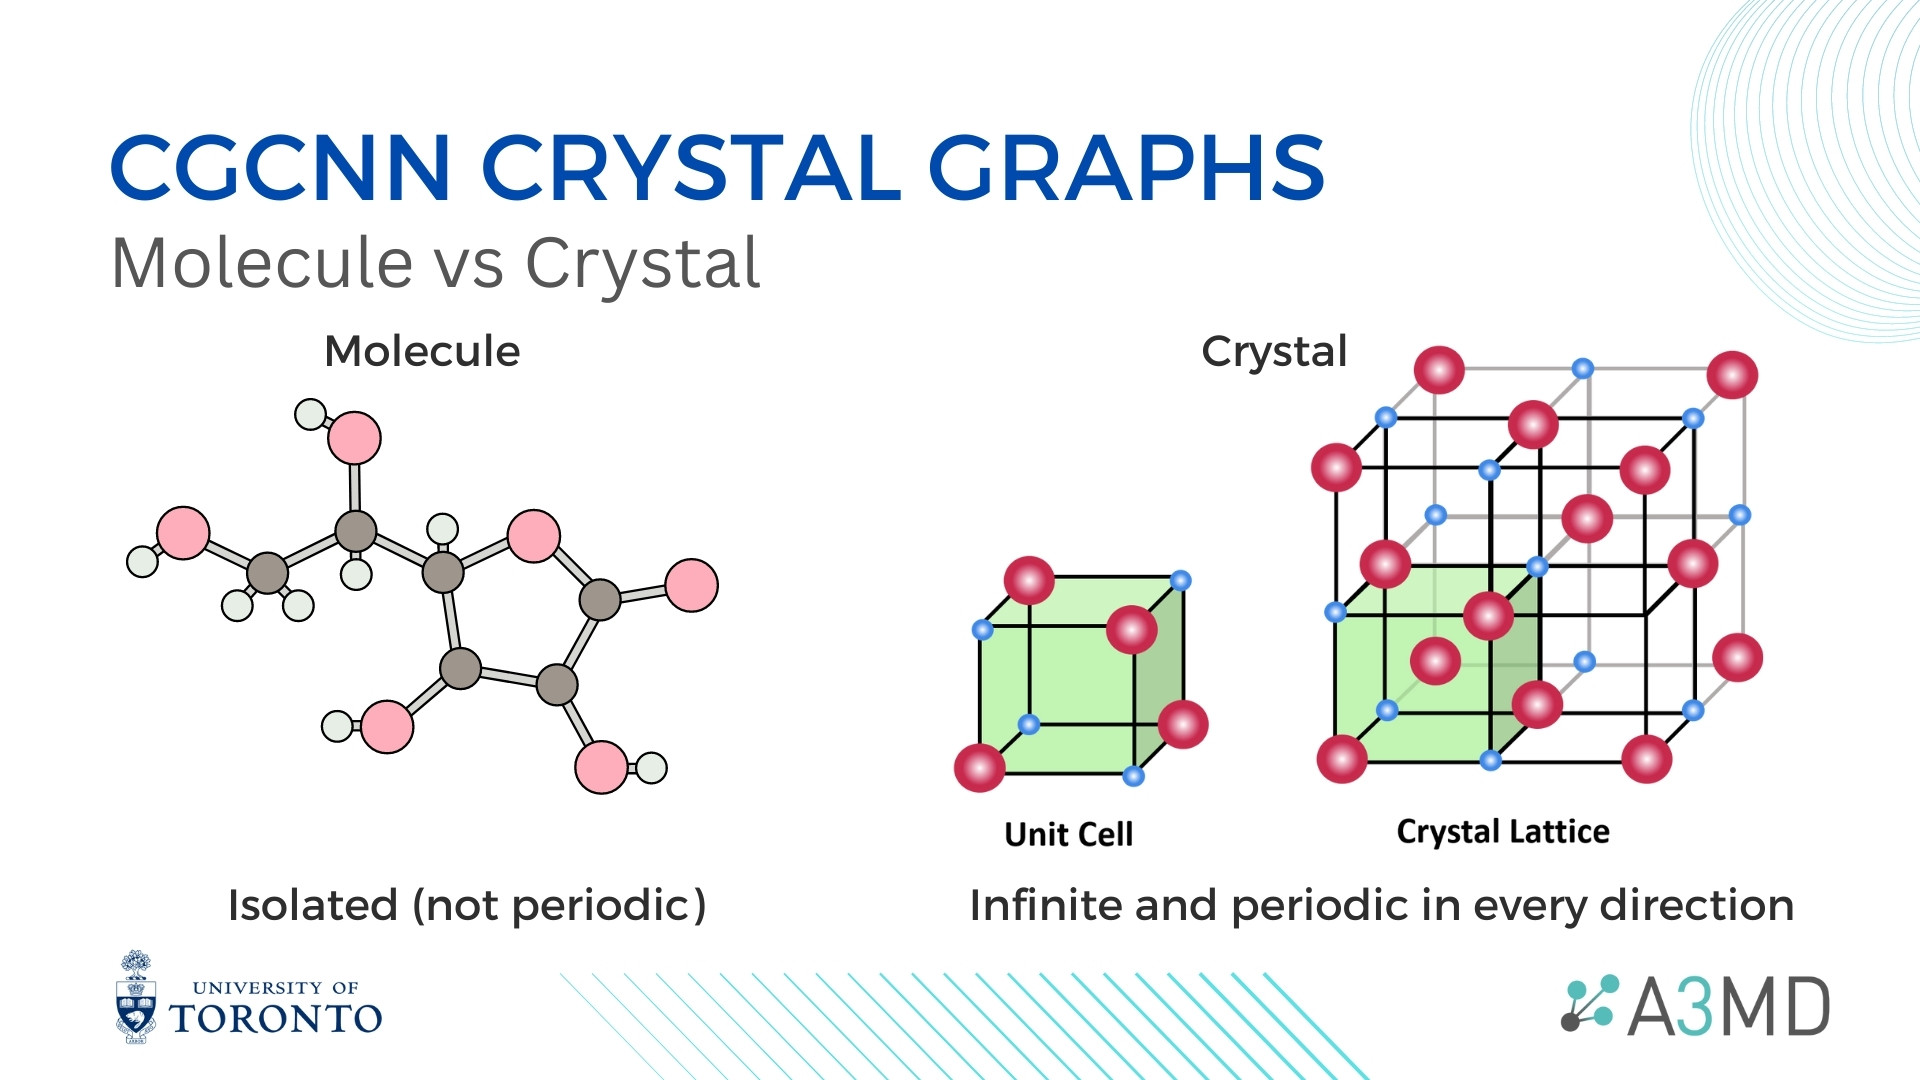 CGCNN CRYSTAL GRAPHS
Molecule vs Crystal
Molecule
Crystal
Unit Cell
Crystal Lattice
Isolated (not periodic)
Infinite and periodic in every direction
UNIVERSITY OF
TORONTO
A3MD